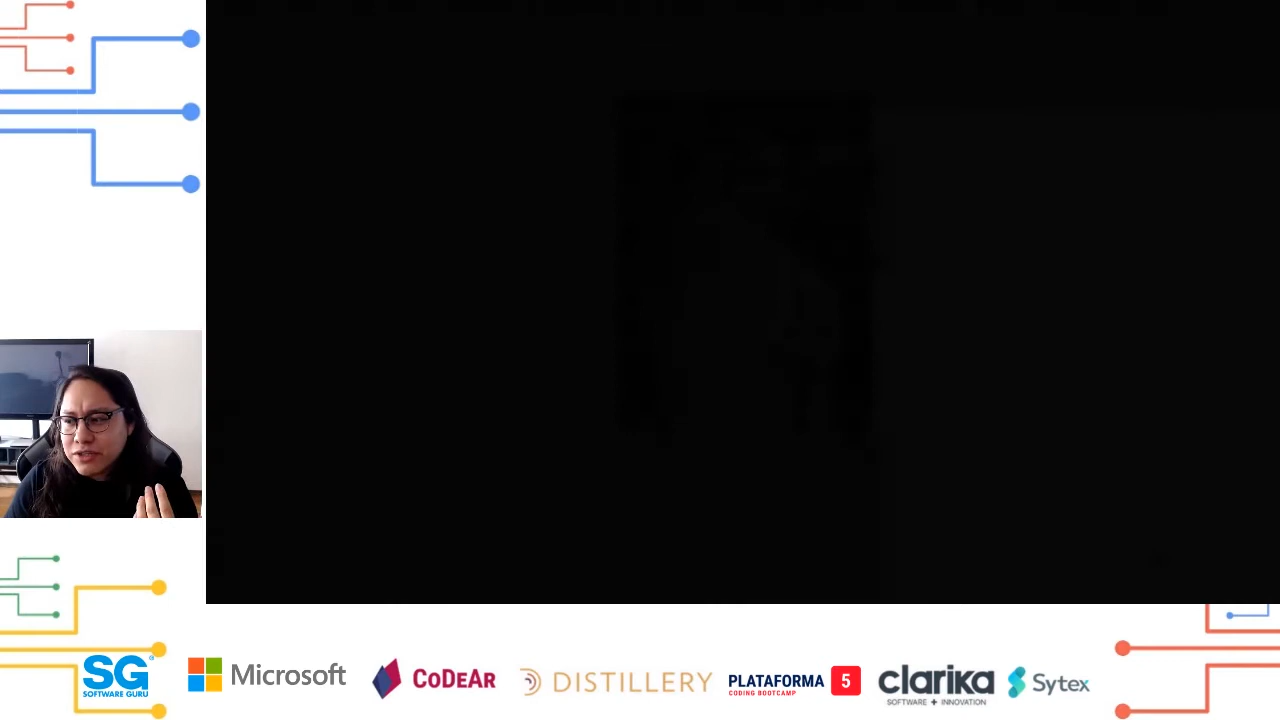 SG
SOFTWARE GURU
Microsoft
CoDeAr
DISTILLERY
PLATAFORMA 5
CODING BOOTCAMP
clarika
SOFTWARE + INNOVATION
Sytex